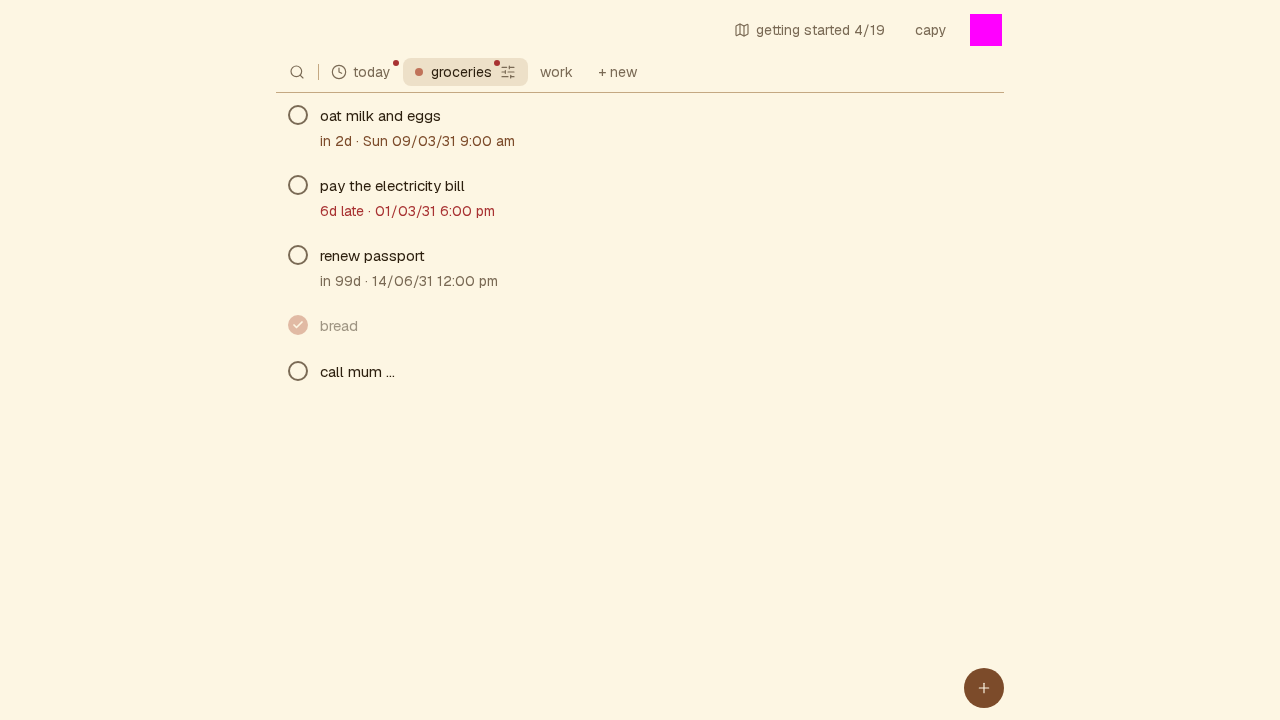 getting started 4/19
capy
today
groceries
work
+ new
oat milk and eggs
in 2d · Sun 09/03/31 9:00 am
pay the electricity bill
6d late · 01/03/31 6:00 pm
renew passport
in 99d · 14/06/31 12:00 pm
bread
call mum ...